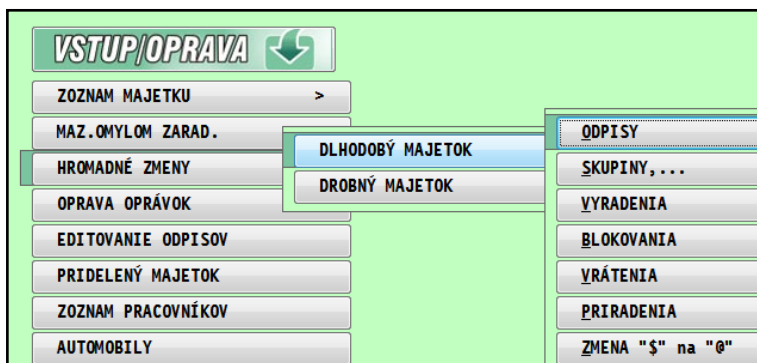 VSTUP/OPRAVA
ZOZNAM MAJETKU >
MAZ.OMYLOM ZARAD.
HROMADNÉ ZMENY
OPRAVA OPRÁVOK
EDITOVANIE ODPISOV
PRIDELENÝ MAJETOK
ZOZNAM PRACOVNÍKOV
AUTOMOBILY
DLHODOBÝ MAJETOK
DROBNÝ MAJETOK
ODPISY
SKUPINY,...
VYRADENIA
BLOKOVANIA
VRÁTENIA
PRIRADENIA
ZMENA "$" na "@"